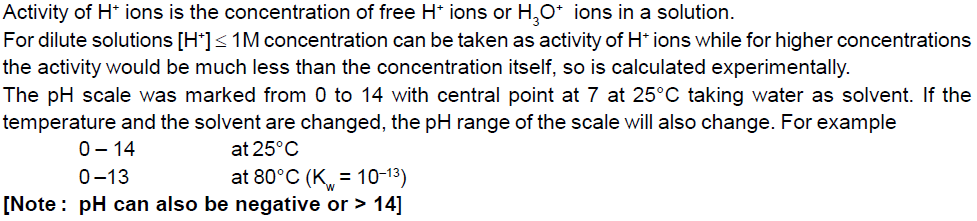 Activity of H⁺ ions is the concentration of free H⁺ ions or H₃O⁺ ions in a solution.
For dilute solutions [H⁺] ≤ 1M concentration can be taken as activity of H⁺ ions while for higher concentrations
the activity would be much less than the concentration itself, so is calculated experimentally.
The pH scale was marked from 0 to 14 with central point at 7 at 25°C taking water as solvent. If the
temperature and the solvent are changed, the pH range of the scale will also change. For example
0 – 14 at 25°C
0 –13 at 80°C (K_w = 10⁻¹³)
[Note : pH can also be negative or > 14]